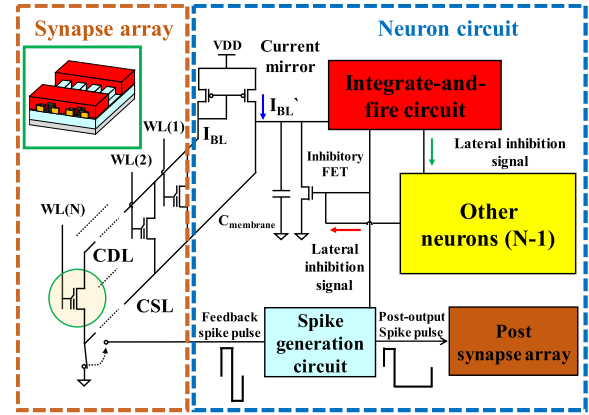 Synapse array
Neuron circuit
VDD
Current
mirror
I_BL`
I_BL
Integrate-and-
fire circuit
WL(1)
WL(2)
WL(N)
Lateral inhibition
signal
Inhibitory
FET
Other
neurons (N-1)
C_membrane
Lateral
inhibition
signal
CDL
CSL
Feedback
spike pulse
Spike
generation
circuit
Post-output
Spike pulse
Post
synapse array